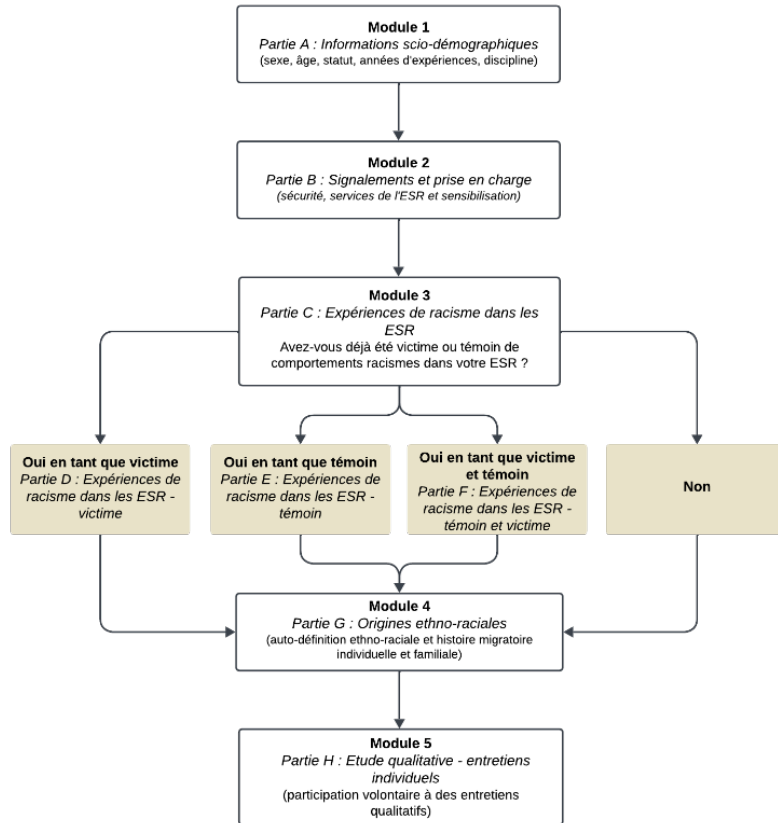 Module 1
Partie A : Informations scio-démographiques
(sexe, âge, statut, années d'expériences, discipline)
Module 2
Partie B : Signalements et prise en charge
(sécurité, services de l'ESR et sensibilisation)
Module 3
Partie C : Expériences de racisme dans les
ESR
Avez-vous déjà été victime ou témoin de
comportements racismes dans votre ESR ?
Oui en tant que victime
Partie D : Expériences de
racisme dans les ESR -
victime
Oui en tant que témoin
Partie E : Expériences de
racisme dans les ESR -
témoin
Oui en tant que victime
et témoin
Partie F : Expériences de
racisme dans les ESR -
témoin et victime
Non
Module 4
Partie G : Origines ethno-raciales
(auto-définition ethno-raciale et histoire migratoire
individuelle et familiale)
Module 5
Partie H : Etude qualitative - entretiens
individuels
(participation volontaire à des entretiens
qualitatifs)